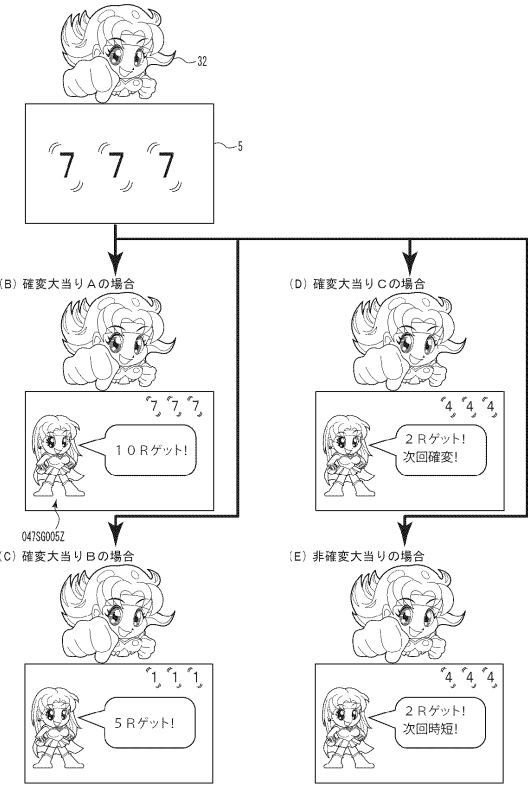 32
7 7 7
5
(B) 確変大当りAの場合
7 7 7
10Rゲット!
047SG005Z
(D) 確変大当りCの場合
4 4 4
2Rゲット!
次回確変!
(C) 確変大当りBの場合
1 1 1
5Rゲット!
(E) 非確変大当りの場合
4 4 4
2Rゲット!
次回時短!